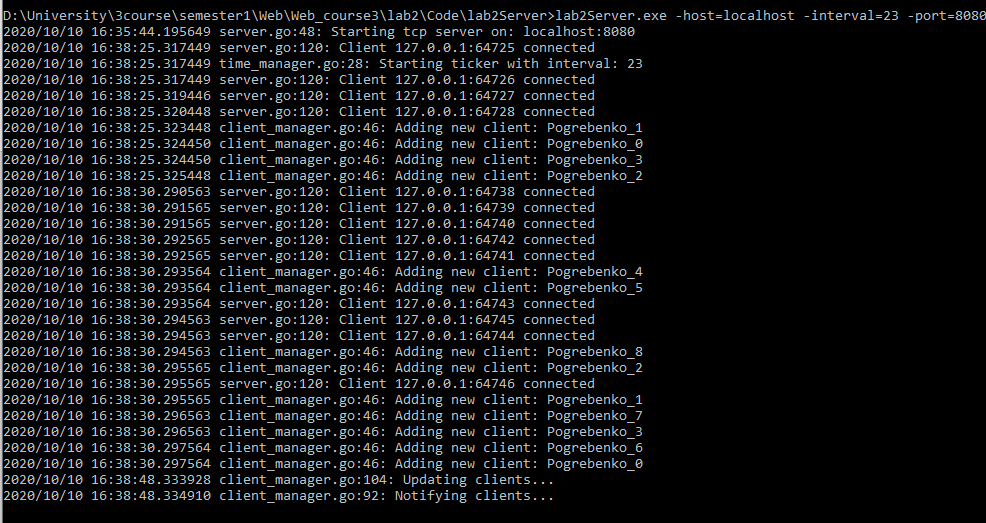 D:\University\3course\semester1\Web\Web_course3\lab2\Code\lab2Server>lab2Server.exe -host=localhost -interval=23 -port=8080
2020/10/10 16:35:44.195649 server.go:48: Starting tcp server on: localhost:8080
2020/10/10 16:38:25.317449 server.go:120: Client 127.0.0.1:64725 connected
2020/10/10 16:38:25.317449 time_manager.go:28: Starting ticker with interval: 23
2020/10/10 16:38:25.317449 server.go:120: Client 127.0.0.1:64726 connected
2020/10/10 16:38:25.319446 server.go:120: Client 127.0.0.1:64727 connected
2020/10/10 16:38:25.320448 server.go:120: Client 127.0.0.1:64728 connected
2020/10/10 16:38:25.323448 client_manager.go:46: Adding new client: Pogrebenko_1
2020/10/10 16:38:25.324450 client_manager.go:46: Adding new client: Pogrebenko_0
2020/10/10 16:38:25.324450 client_manager.go:46: Adding new client: Pogrebenko_3
2020/10/10 16:38:25.325448 client_manager.go:46: Adding new client: Pogrebenko_2
2020/10/10 16:38:30.290563 server.go:120: Client 127.0.0.1:64738 connected
2020/10/10 16:38:30.291565 server.go:120: Client 127.0.0.1:64739 connected
2020/10/10 16:38:30.291565 server.go:120: Client 127.0.0.1:64740 connected
2020/10/10 16:38:30.292565 server.go:120: Client 127.0.0.1:64742 connected
2020/10/10 16:38:30.292565 server.go:120: Client 127.0.0.1:64741 connected
2020/10/10 16:38:30.293564 client_manager.go:46: Adding new client: Pogrebenko_4
2020/10/10 16:38:30.293564 client_manager.go:46: Adding new client: Pogrebenko_5
2020/10/10 16:38:30.293564 server.go:120: Client 127.0.0.1:64743 connected
2020/10/10 16:38:30.294563 server.go:120: Client 127.0.0.1:64745 connected
2020/10/10 16:38:30.294563 server.go:120: Client 127.0.0.1:64744 connected
2020/10/10 16:38:30.294563 client_manager.go:46: Adding new client: Pogrebenko_8
2020/10/10 16:38:30.295565 client_manager.go:46: Adding new client: Pogrebenko_2
2020/10/10 16:38:30.295565 server.go:120: Client 127.0.0.1:64746 connected
2020/10/10 16:38:30.295565 client_manager.go:46: Adding new client: Pogrebenko_1
2020/10/10 16:38:30.296563 client_manager.go:46: Adding new client: Pogrebenko_7
2020/10/10 16:38:30.296563 client_manager.go:46: Adding new client: Pogrebenko_3
2020/10/10 16:38:30.297564 client_manager.go:46: Adding new client: Pogrebenko_6
2020/10/10 16:38:30.297564 client_manager.go:46: Adding new client: Pogrebenko_0
2020/10/10 16:38:48.333928 client_manager.go:104: Updating clients...
2020/10/10 16:38:48.334910 client_manager.go:92: Notifying clients...